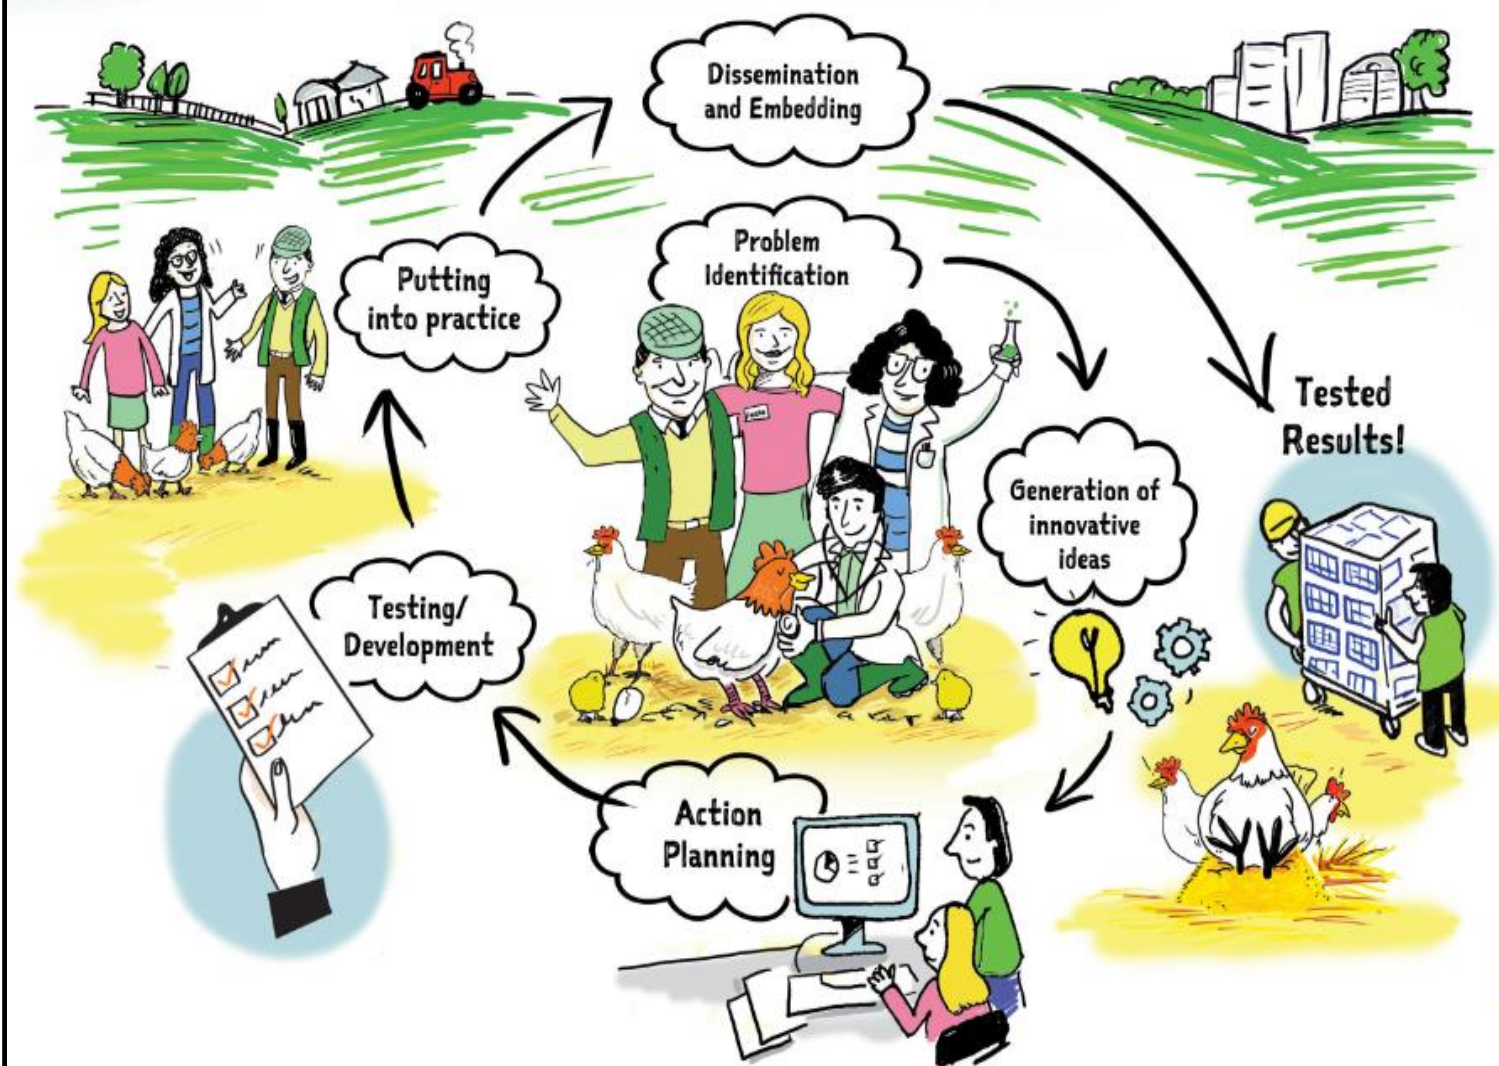 Dissemination
and Embedding
Problem
Identification
Putting
into practice
Generation of
innovative
ideas
Tested
Results!
Testing/
Development
Action
Planning